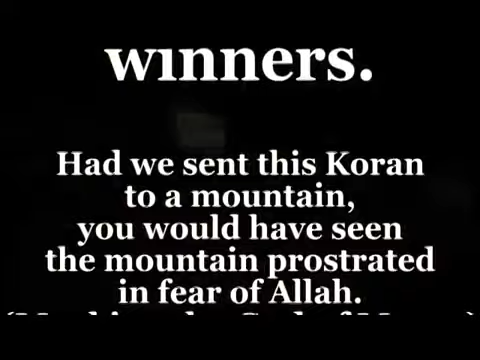 winners.
Had we sent this Koran
to a mountain,
you would have seen
the mountain prostrated
in fear of Allah.